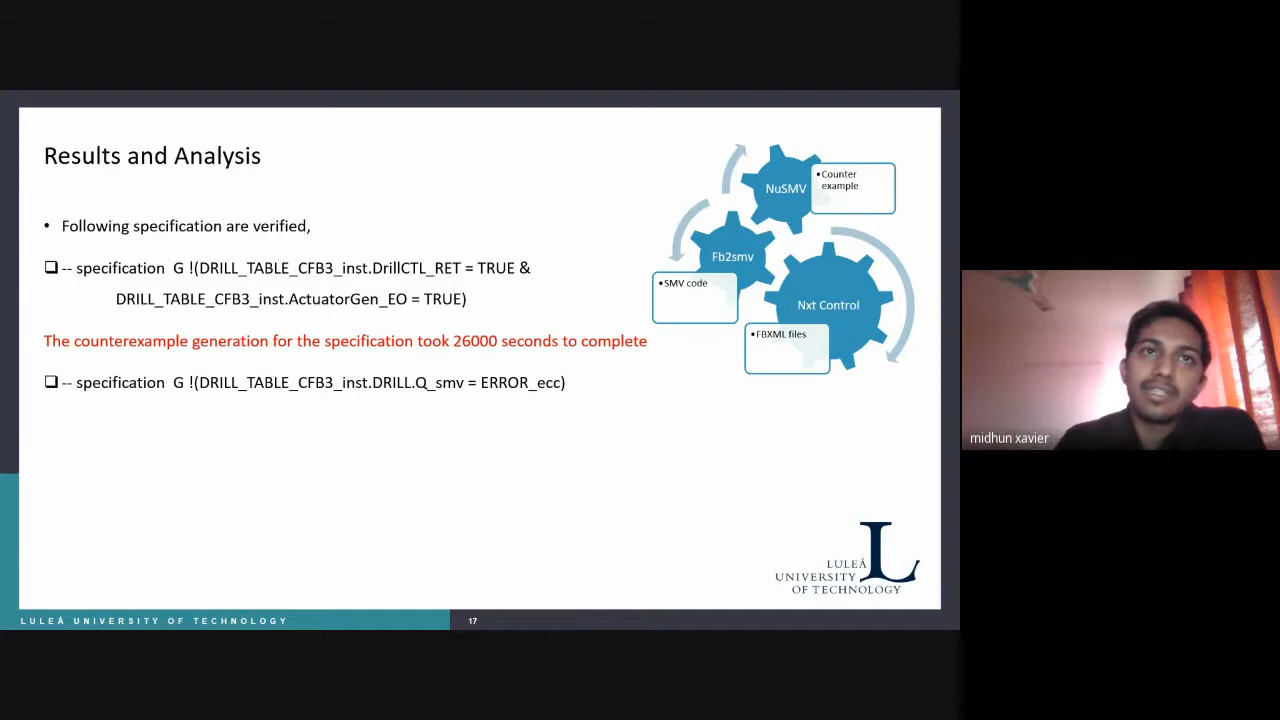 Results and Analysis
• Following specification are verified,
❑ -- specification G !(DRILL_TABLE_CFB3_inst.DrillCTL_RET = TRUE &
DRILL_TABLE_CFB3_inst.ActuatorGen_EO = TRUE)
The counterexample generation for the specification took 26000 seconds to complete
❑ -- specification G !(DRILL_TABLE_CFB3_inst.DRILL.Q_smv = ERROR_ecc)
NuSMV
• Counter
example
Fb2smv
• SMV code
Nxt Control
• FBXML files
LULEÅ
UNIVERSITY
OF TECHNOLOGY
L
LULEÅ UNIVERSITY OF TECHNOLOGY
17
midhun xavier